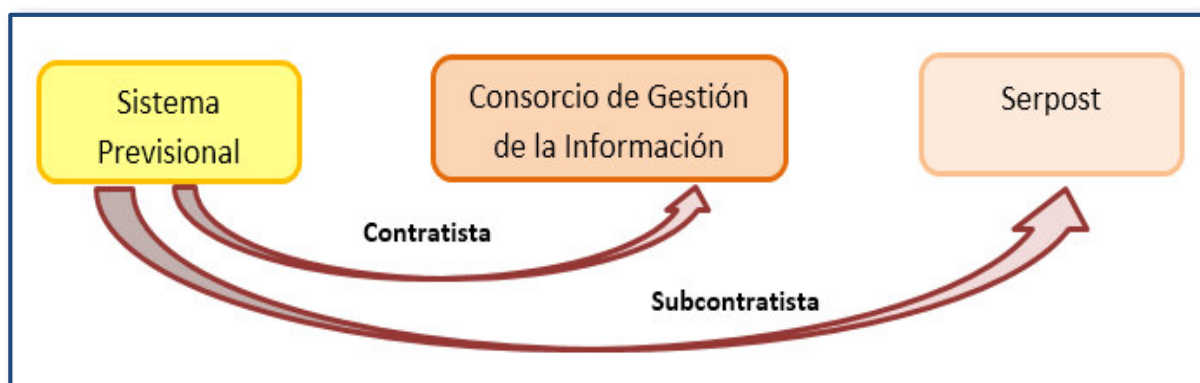 Sistema
Previsional
Consorcio de Gestión
de la Información
Serpost
Contratista
Subcontratista